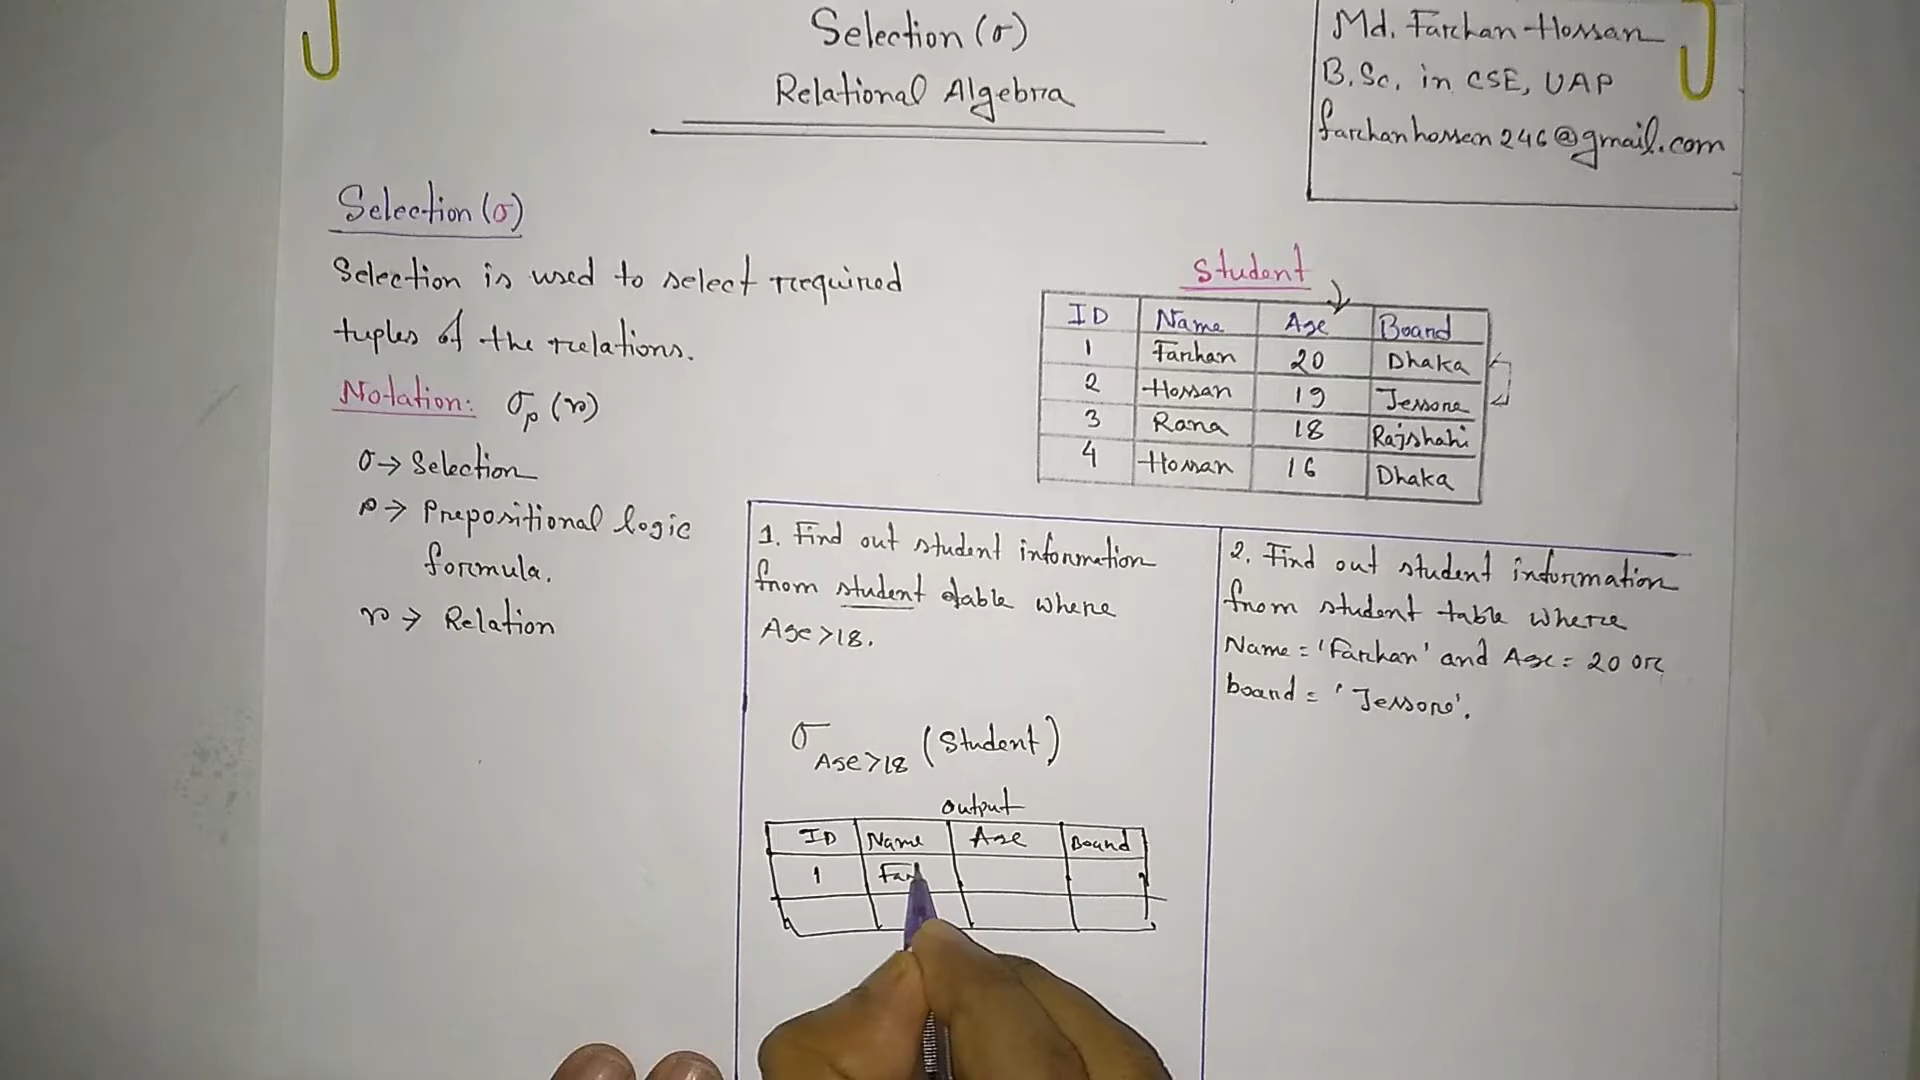 Selection (σ)
Relational Algebra
Md. Farhan Hossan
B.Sc. in CSE, UAP
farhanhossan246@gmail.com
Selection (σ)
Selection is used to select required
tuples of the relations.
Notation: σp (r)
σ → Selection
p → Prepositional logic
formula.
r → Relation
Student
ID Name Age Board
1 Farhan 20 Dhaka
2 Hossan 19 Jessore
3 Rana 18 Rajshahi
4 Hossan 16 Dhaka
1. Find out student information
from student table where
Age >18.
σ Age >18 (Student)
output
ID Name Age Board
1 Far
2. Find out student information
from student table where
Name = 'Farhan' and Age = 20 or
board = 'Jessore'.